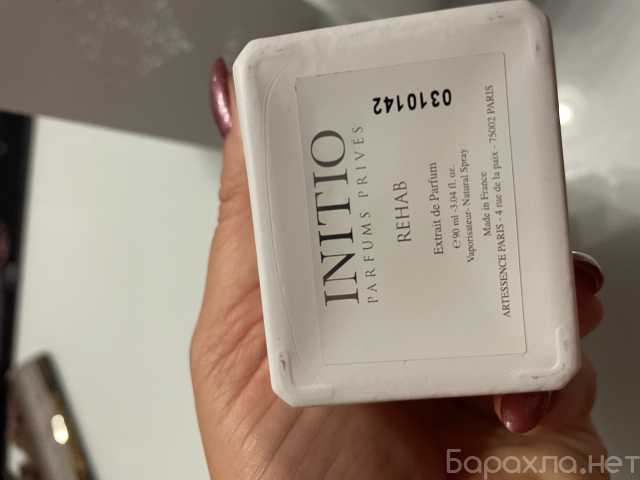 INITIO
PARFUMS PRIVÉS
REHAB
Extrait de Parfum
℮ 90 ml -3.04 fl. oz.
Vaporisateur- Natural Spray
Made in France
ARTESSENCE PARIS - 4 rue de la paix - 75002 PARIS
0310142
Барахла.нет